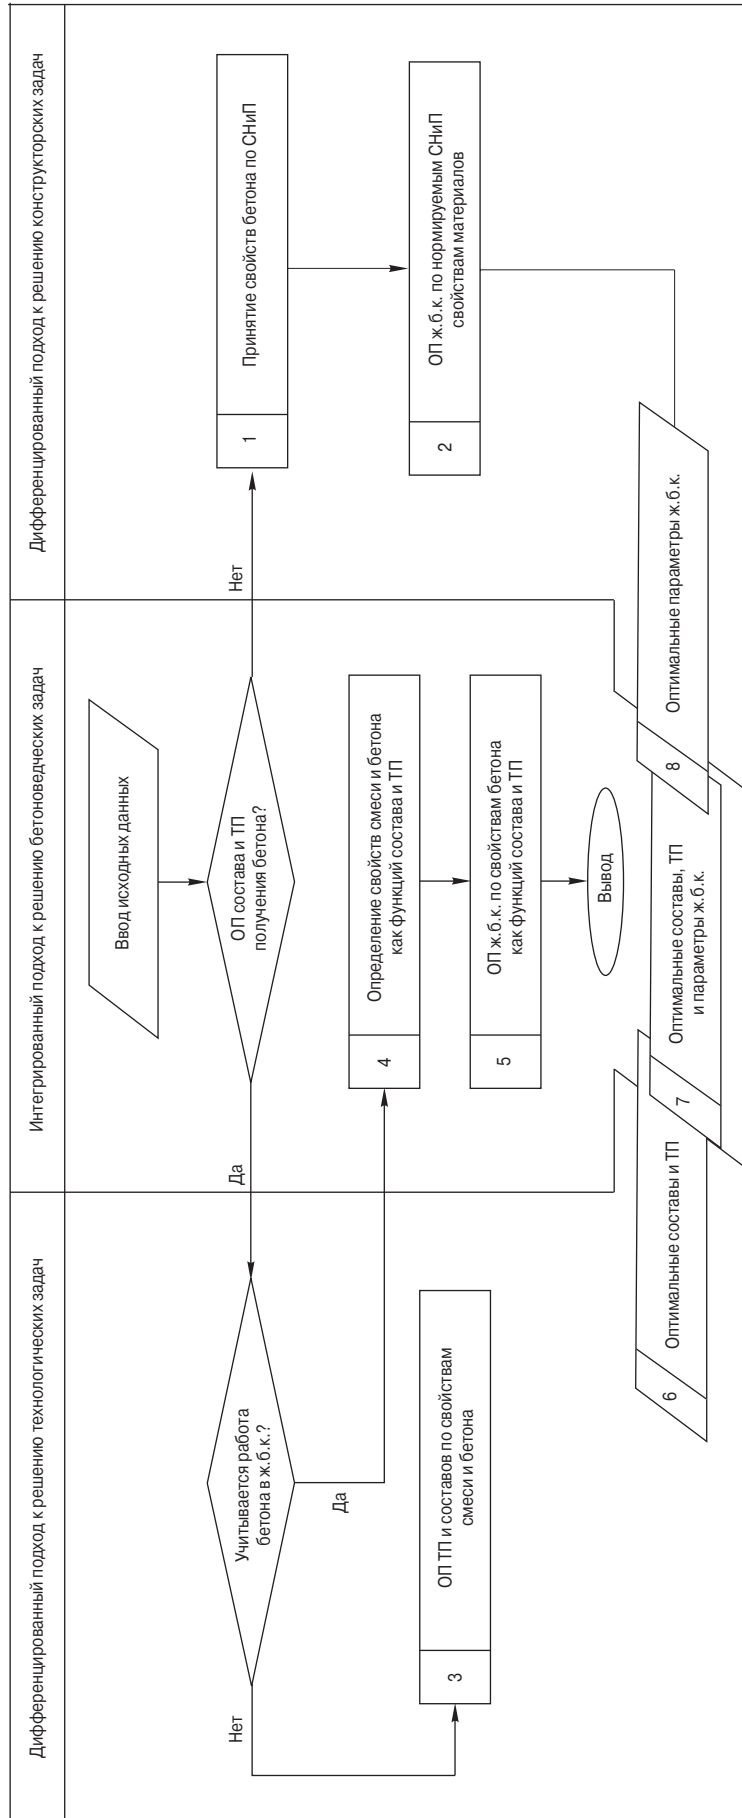 Дифференцированный подход к решению технологических задач
Интегрированный подход к решению бетоноведческих задач
Дифференцированный подход к решению конструкторских задач
Ввод исходных данных
ОП состава и ТП
получения бетона?
Да
Нет
Учитывается работа
бетона в ж.б.к.?
Нет
Да
1
Принятие свойств бетона по СНиП
2
ОП ж.б.к. по нормируемым СНиП
свойствам материалов
3
ОП ТП и составов по свойствам
смеси и бетона
4
Определение свойств смеси и бетона
как функций состава и ТП
5
ОП ж.б.к. по свойствам бетона
как функций состава и ТП
Вывод
6
Оптимальные составы и ТП
7
Оптимальные составы, ТП
и параметры ж.б.к.
8
Оптимальные параметры ж.б.к.